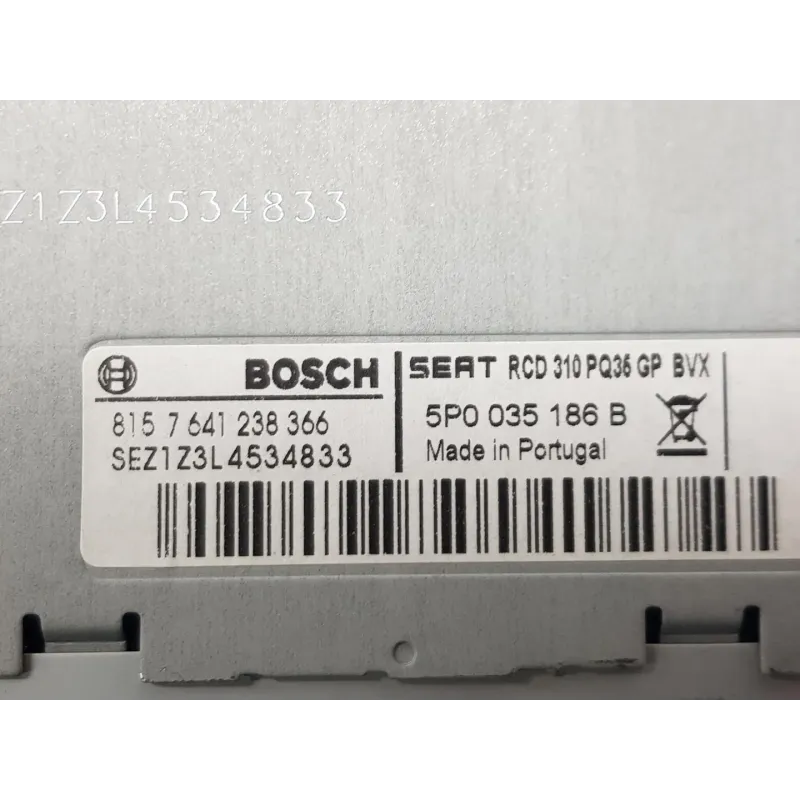 Z1Z3L4534833
BOSCH
815 7 641 238 366
SEZ1Z3L4534833
SEAT RCD 310 PQ36 GP BVX
5P0 035 186 B
Made in Portugal